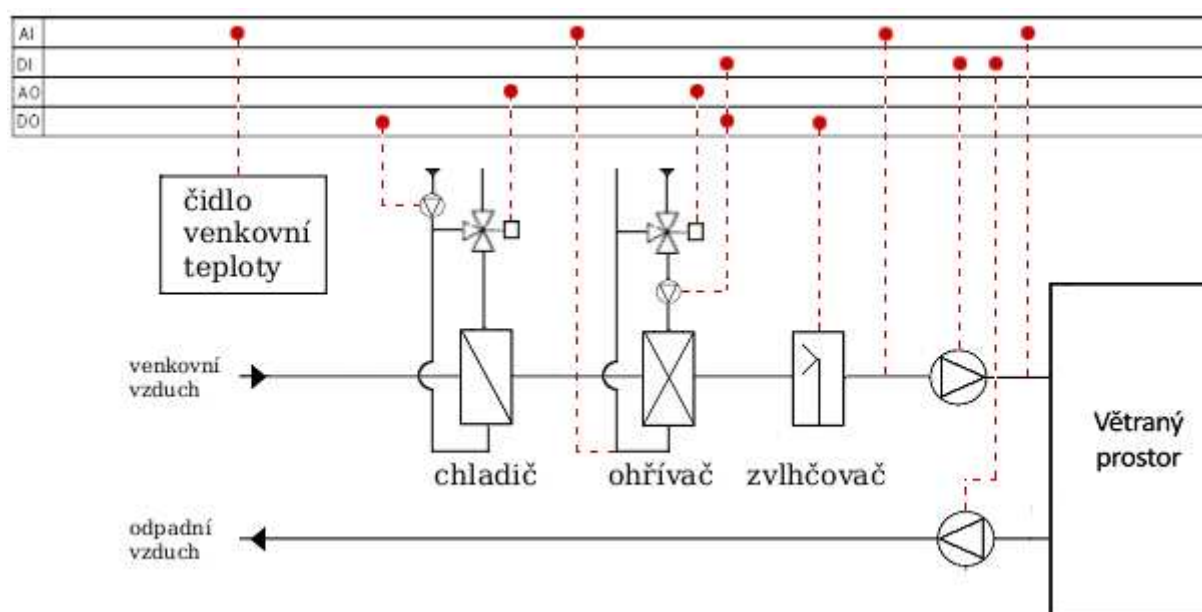 AI
DI
AO
DO
čidlo
venkovní
teploty
venkovní
vzduch
chladič
ohřívač
zvlhčovač
Větraný
prostor
odpadní
vzduch